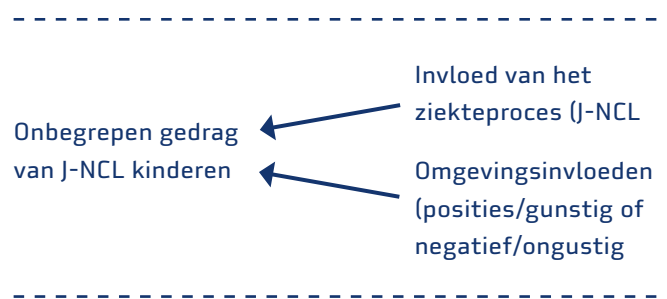 Onbegrepen gedrag
van J-NCL kinderen
Invloed van het
ziekteproces (J-NCL
Omgevingsinvloeden
(posities/gunstig of
negatief/ongustig